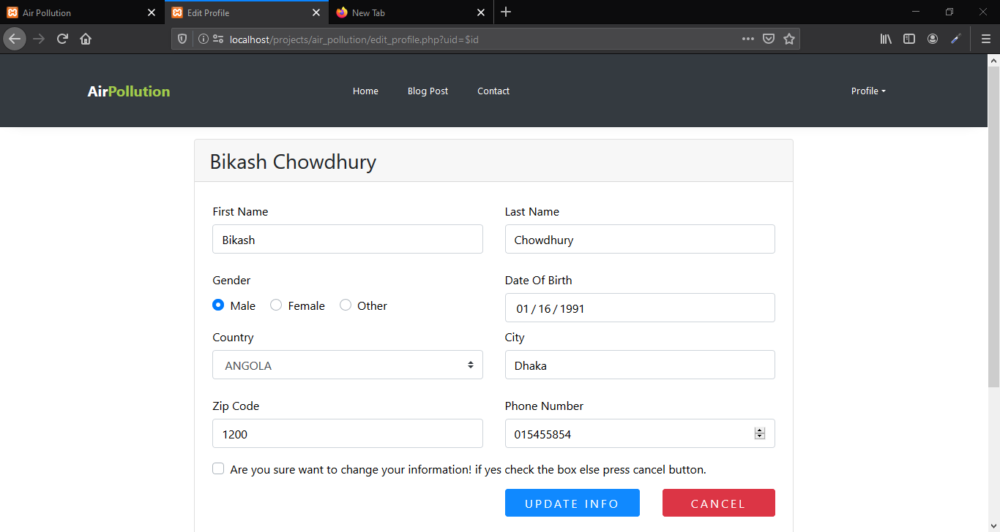 Air Pollution
Edit Profile
New Tab
localhost/projects/air_pollution/edit_profile.php?uid=$id
AirPollution
Home
Blog Post
Contact
Profile
Bikash Chowdhury
First Name
Last Name
Bikash
Chowdhury
Gender
Date Of Birth
Male
Female
Other
01 / 16 / 1991
Country
City
ANGOLA
Dhaka
Zip Code
Phone Number
1200
015455854
Are you sure want to change your information! if yes check the box else press cancel button.
UPDATE INFO
CANCEL